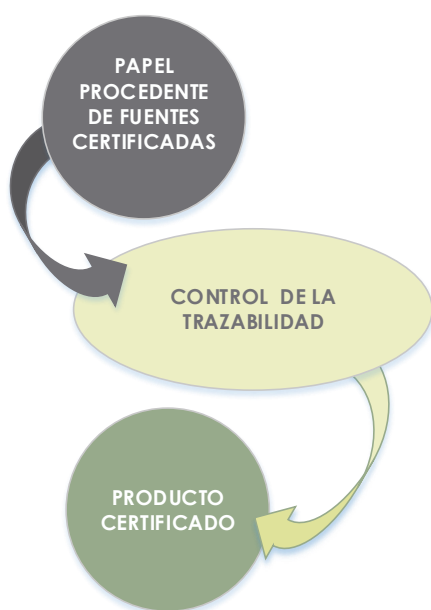 PAPEL
PROCEDENTE
DE FUENTES
CERTIFICADAS
CONTROL DE LA
TRAZABILIDAD
PRODUCTO
CERTIFICADO